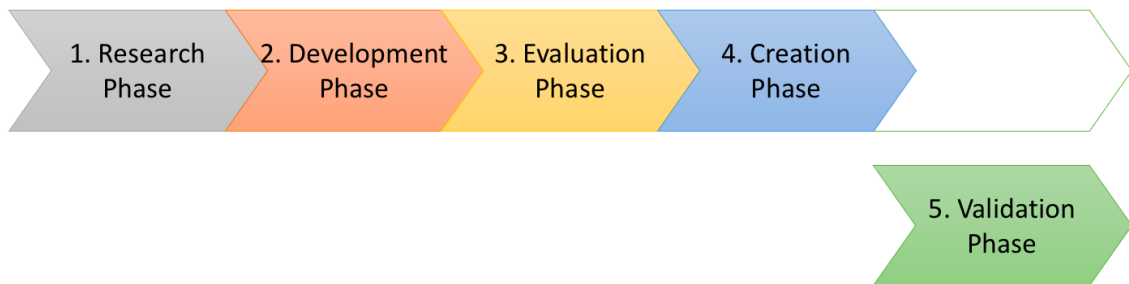 1. Research
Phase
2. Development
Phase
3. Evaluation
Phase
4. Creation
Phase
5. Validation
Phase